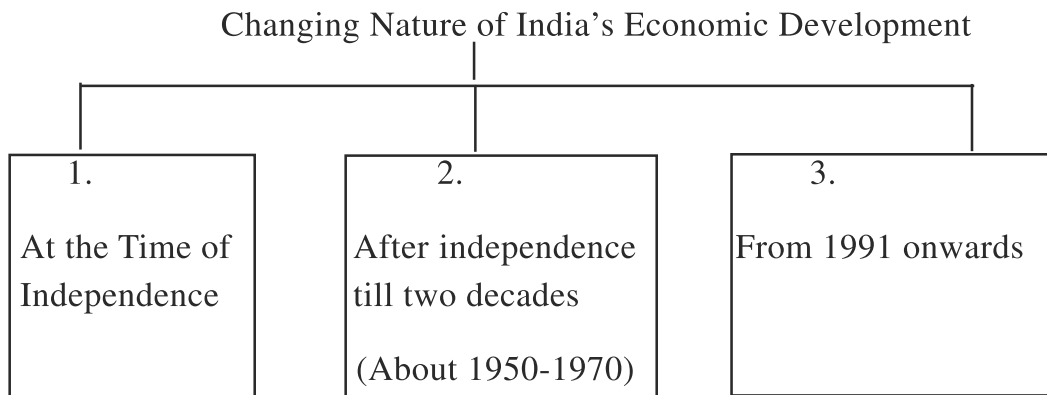 Changing Nature of India's Economic Development
1.
At the Time of
Independence
2.
After independence
till two decades
(About 1950-1970)
3.
From 1991 onwards